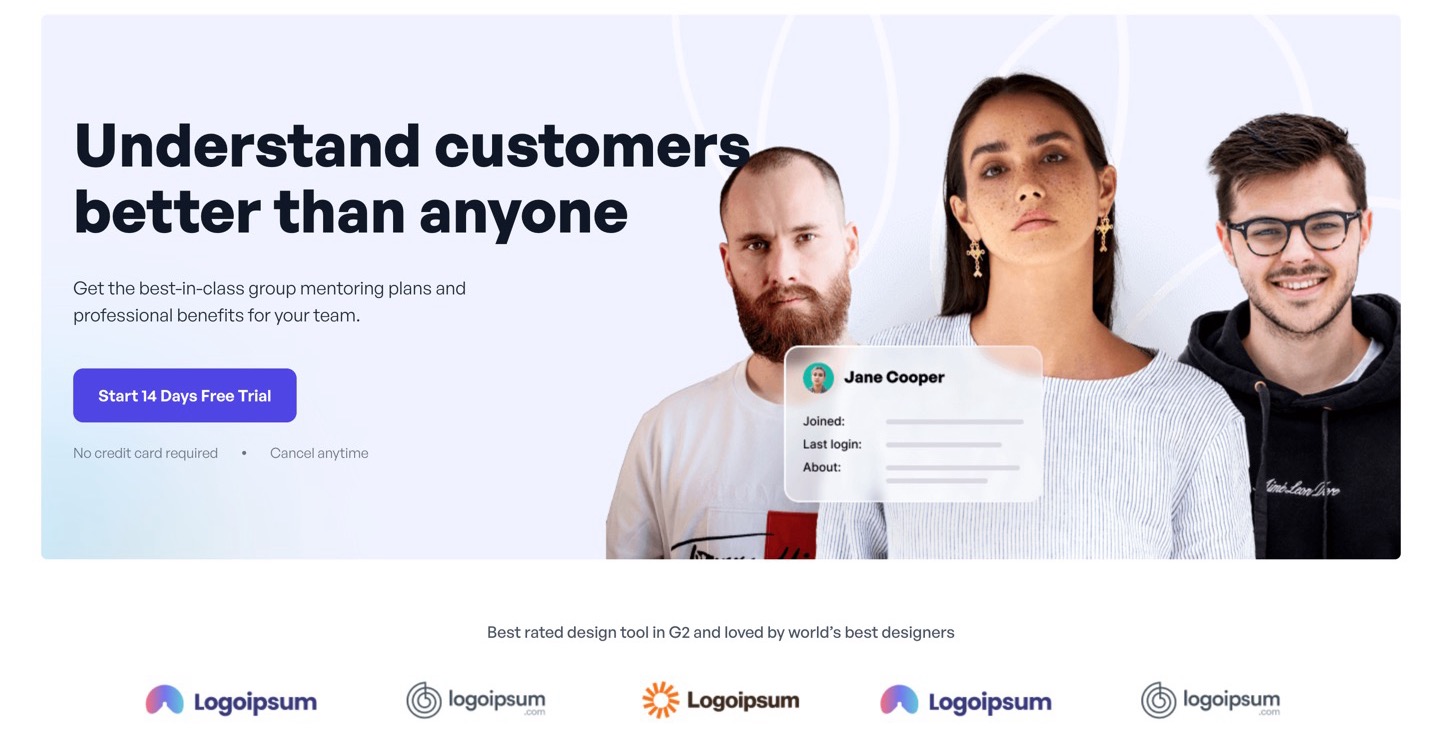 Understand customers
better than anyone
Get the best-in-class group mentoring plans and
professional benefits for your team.
Start 14 Days Free Trial
No credit card required • Cancel anytime
Jane Cooper
Joined:
Last login:
About:
Best rated design tool in G2 and loved by world’s best designers
Logoipsum
logoipsum
.com
Logoipsum
Logoipsum
logoipsum
.com